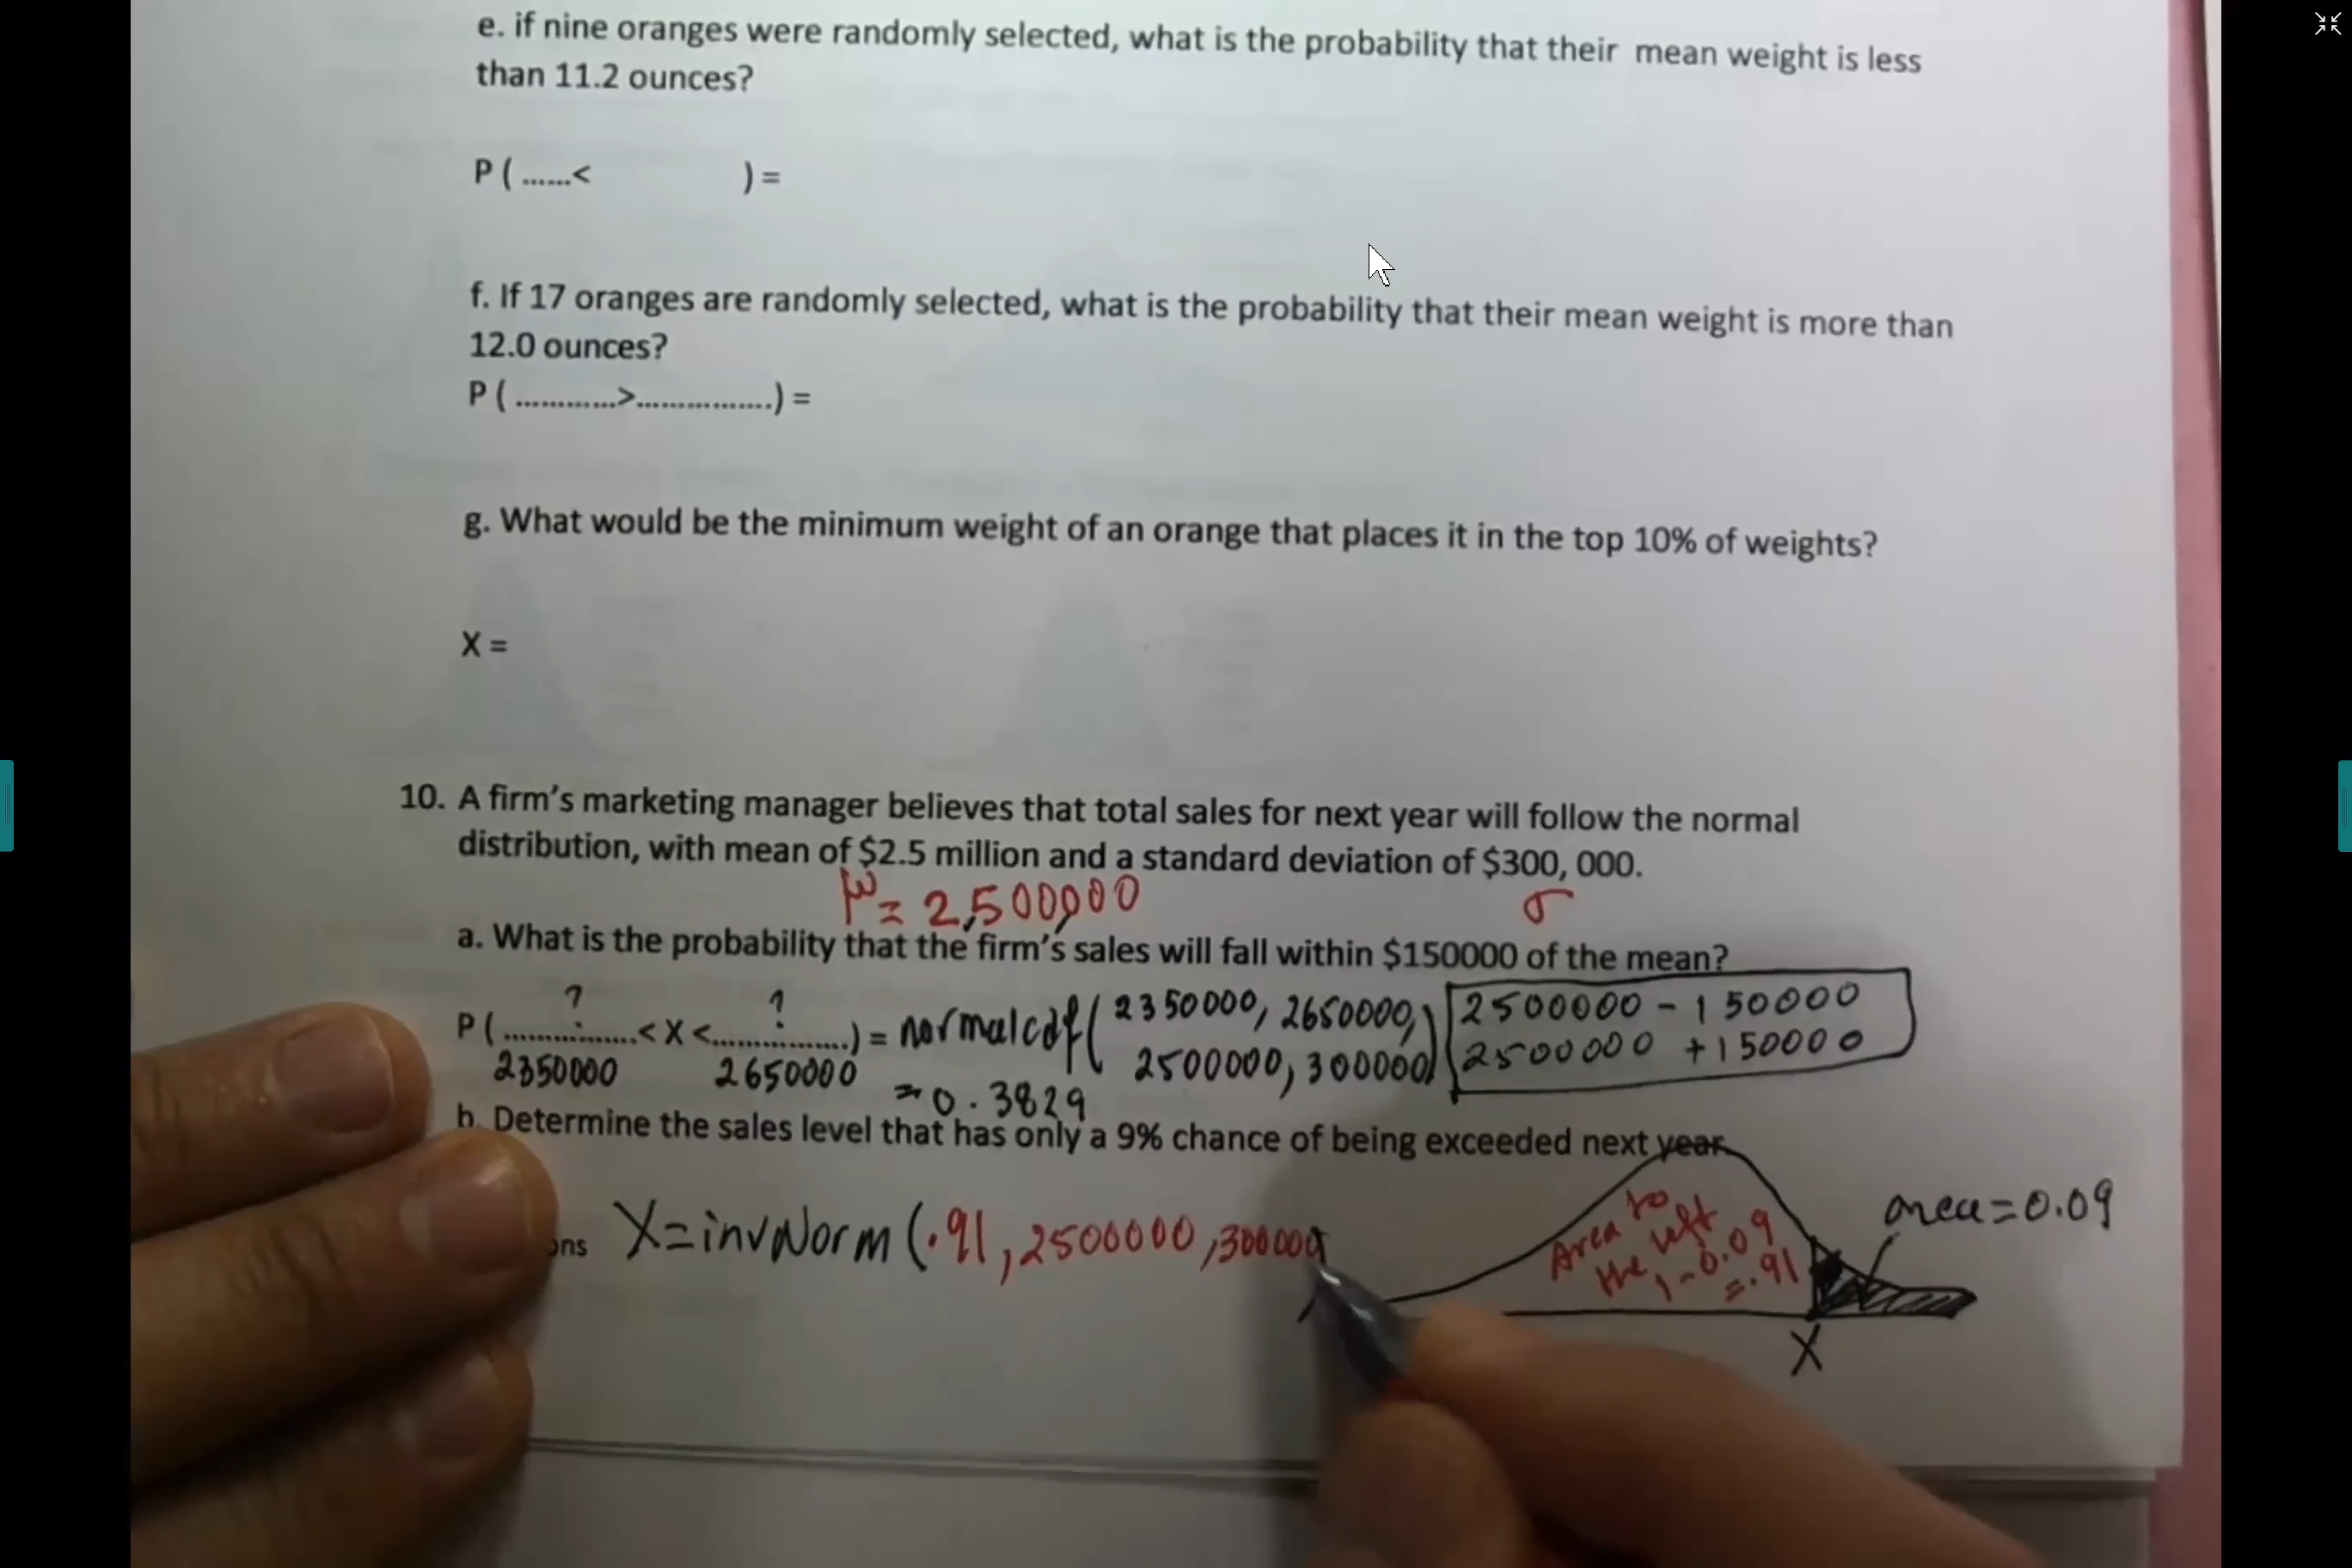 e. if nine oranges were randomly selected, what is the probability that their mean weight is less
than 11.2 ounces?
P ( ......< ) =
f. If 17 oranges are randomly selected, what is the probability that their mean weight is more than
12.0 ounces?
P ( ............>................) =
g. What would be the minimum weight of an orange that places it in the top 10% of weights?
X =
10. A firm's marketing manager believes that total sales for next year will follow the normal
distribution, with mean of $2.5 million and a standard deviation of $300, 000.
μ = 2,500,000 σ
a. What is the probability that the firm's sales will fall within $150000 of the mean?
? ?
P ( ................< X <................) = normalcdf( 2350000, 2650000, 2500000 - 150000
2350000 2650000 2500000, 300000) 2500000 + 150000
= 0.3829
b. Determine the sales level that has only a 9% chance of being exceeded next year.
area = 0.09
ons X = invNorm (.91, 2500000, 300000
Area to
the left
1 - 0.09
= .91
X